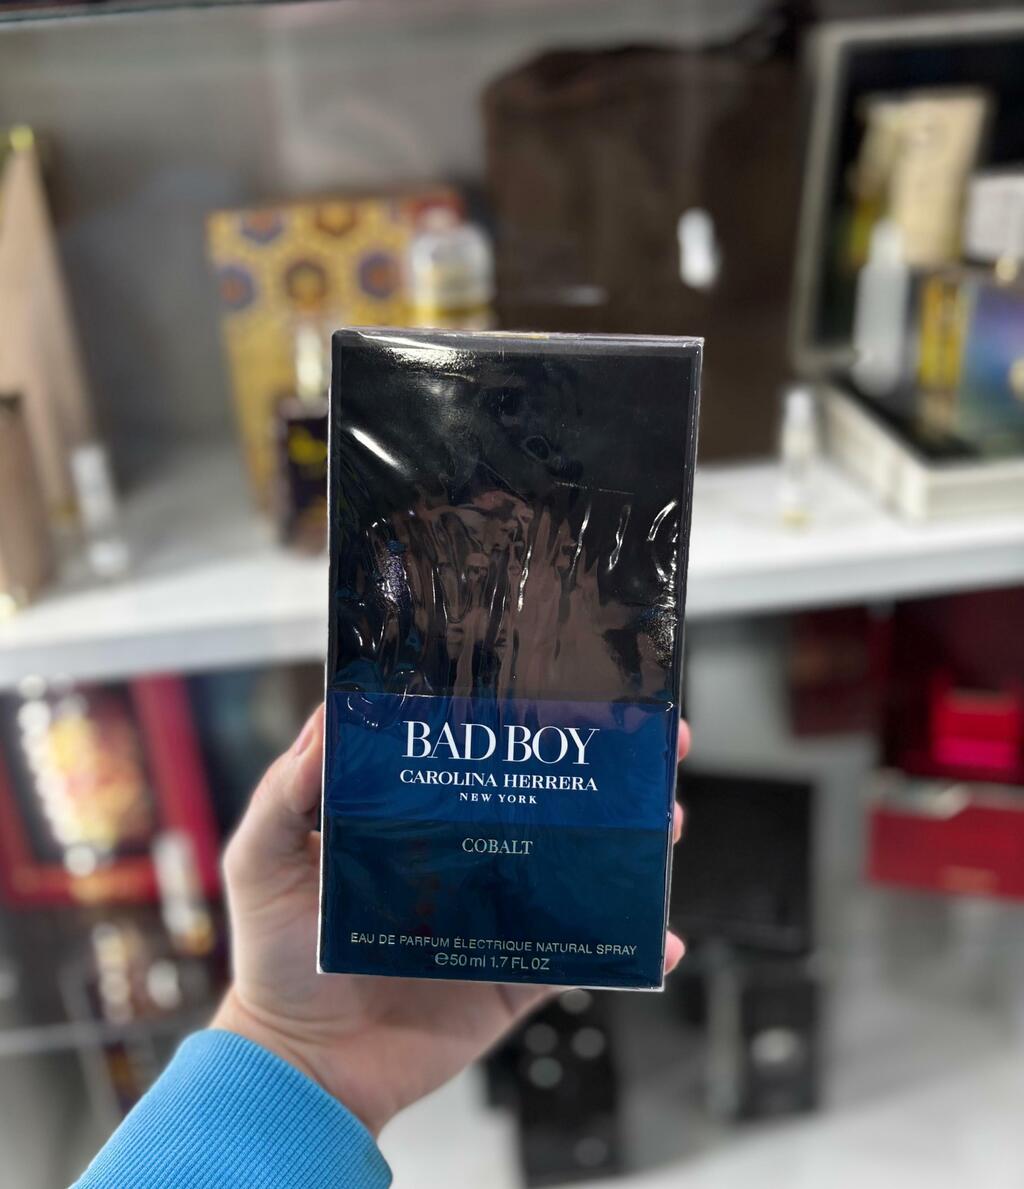 BAD BOY
CAROLINA HERRERA
NEW YORK
COBALT
EAU DE PARFUM ÉLECTRIQUE NATURAL SPRAY
℮50 ml 1.7 FL OZ